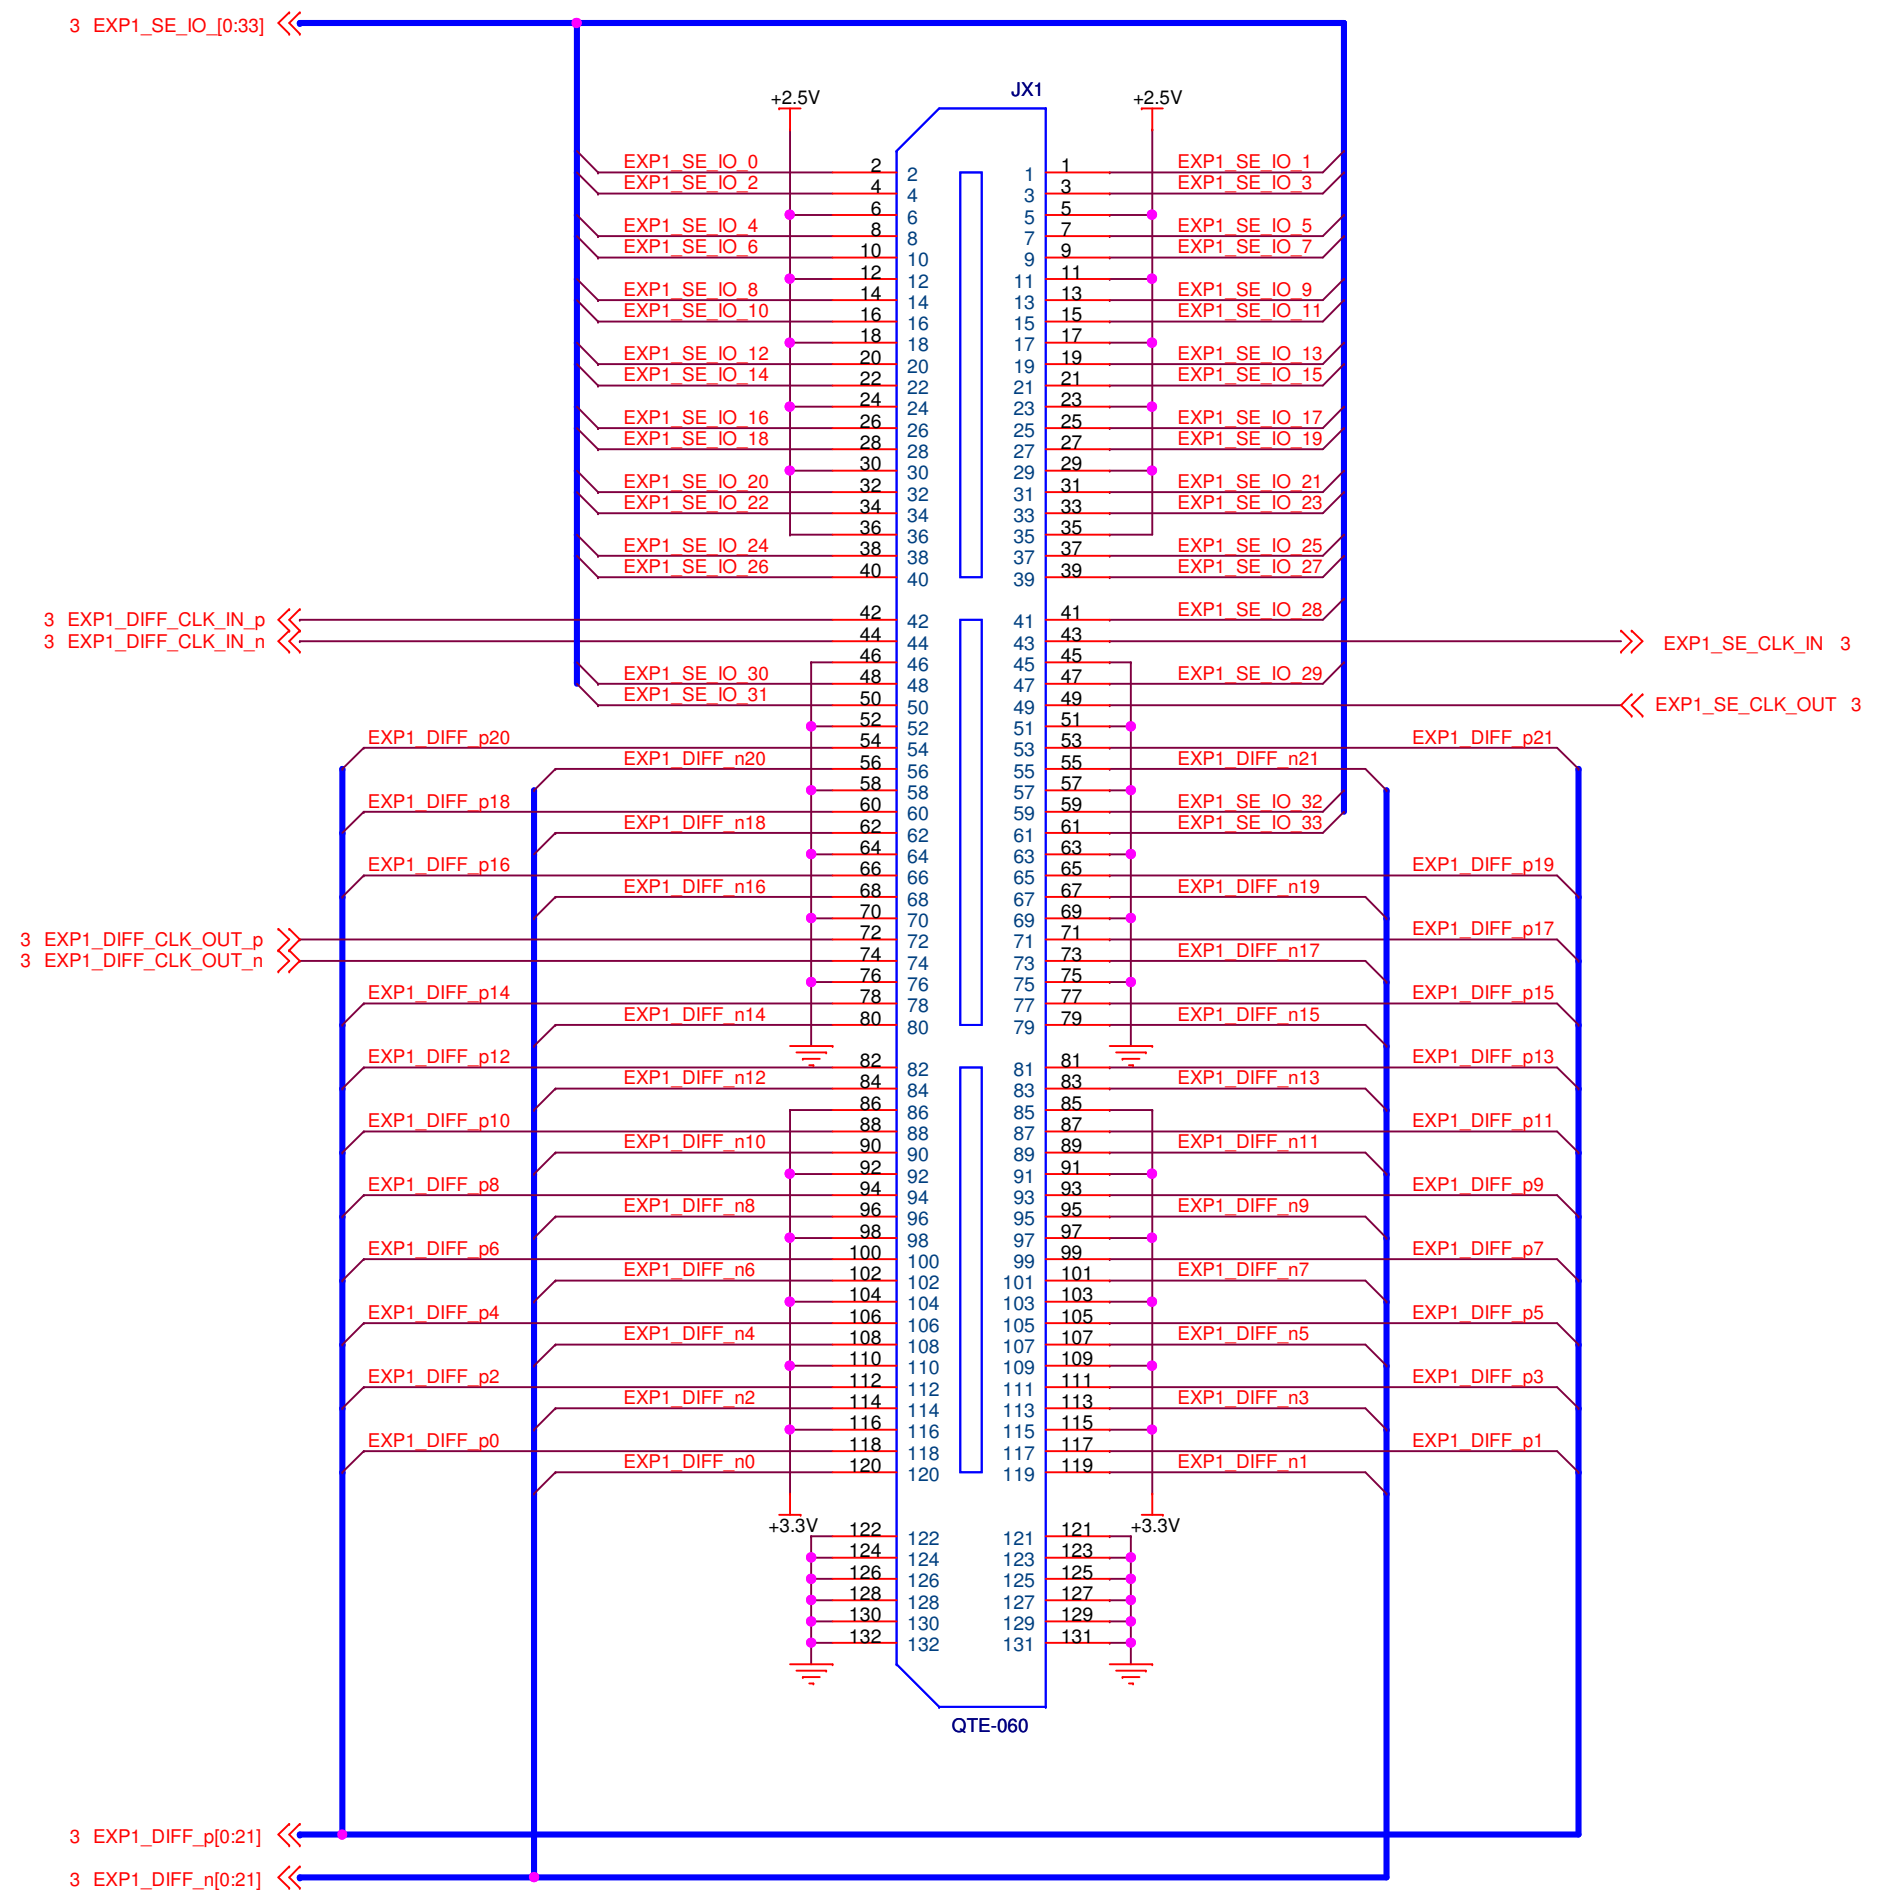 3 EXP1_SE_IO_[0:33]
JX1
+2.5V +2.5V
EXP1_SE_IO_0 2 2 1 1 EXP1_SE_IO_1
EXP1_SE_IO_2 4 4 3 3 EXP1_SE_IO_3
6 6 5 5
EXP1_SE_IO_4 8 8 7 7 EXP1_SE_IO_5
EXP1_SE_IO_6 10 10 9 9 EXP1_SE_IO_7
12 12 11 11
EXP1_SE_IO_8 14 14 13 13 EXP1_SE_IO_9
EXP1_SE_IO_10 16 16 15 15 EXP1_SE_IO_11
18 18 17 17
EXP1_SE_IO_12 20 20 19 19 EXP1_SE_IO_13
EXP1_SE_IO_14 22 22 21 21 EXP1_SE_IO_15
24 24 23 23
EXP1_SE_IO_16 26 26 25 25 EXP1_SE_IO_17
EXP1_SE_IO_18 28 28 27 27 EXP1_SE_IO_19
30 30 29 29
EXP1_SE_IO_20 32 32 31 31 EXP1_SE_IO_21
EXP1_SE_IO_22 34 34 33 33 EXP1_SE_IO_23
36 36 35 35
EXP1_SE_IO_24 38 38 37 37 EXP1_SE_IO_25
EXP1_SE_IO_26 40 40 39 39 EXP1_SE_IO_27
3 EXP1_DIFF_CLK_IN_p 42 42 41 41 EXP1_SE_IO_28
3 EXP1_DIFF_CLK_IN_n 44 44 43 43 EXP1_SE_CLK_IN 3
46 46 45 45
EXP1_SE_IO_30 48 48 47 47 EXP1_SE_IO_29
EXP1_SE_IO_31 50 50 49 49 EXP1_SE_CLK_OUT 3
52 52 51 51
EXP1_DIFF_p20 54 54 53 53 EXP1_DIFF_p21
EXP1_DIFF_n20 56 56 55 55 EXP1_DIFF_n21
58 58 57 57
EXP1_DIFF_p18 60 60 59 59 EXP1_SE_IO_32
EXP1_DIFF_n18 62 62 61 61 EXP1_SE_IO_33
64 64 63 63
EXP1_DIFF_p16 66 66 65 65 EXP1_DIFF_p19
EXP1_DIFF_n16 68 68 67 67 EXP1_DIFF_n19
70 70 69 69
3 EXP1_DIFF_CLK_OUT_p 72 72 71 71 EXP1_DIFF_p17
3 EXP1_DIFF_CLK_OUT_n 74 74 73 73 EXP1_DIFF_n17
76 76 75 75
EXP1_DIFF_p14 78 78 77 77 EXP1_DIFF_p15
EXP1_DIFF_n14 80 80 79 79 EXP1_DIFF_n15
EXP1_DIFF_p12 82 82 81 81 EXP1_DIFF_p13
EXP1_DIFF_n12 84 84 83 83 EXP1_DIFF_n13
86 86 85 85
EXP1_DIFF_p10 88 88 87 87 EXP1_DIFF_p11
EXP1_DIFF_n10 90 90 89 89 EXP1_DIFF_n11
92 92 91 91
EXP1_DIFF_p8 94 94 93 93 EXP1_DIFF_p9
EXP1_DIFF_n8 96 96 95 95 EXP1_DIFF_n9
98 98 97 97
EXP1_DIFF_p6 100 100 99 99 EXP1_DIFF_p7
EXP1_DIFF_n6 102 102 101 101 EXP1_DIFF_n7
104 104 103 103
EXP1_DIFF_p4 106 106 105 105 EXP1_DIFF_p5
EXP1_DIFF_n4 108 108 107 107 EXP1_DIFF_n5
110 110 109 109
EXP1_DIFF_p2 112 112 111 111 EXP1_DIFF_p3
EXP1_DIFF_n2 114 114 113 113 EXP1_DIFF_n3
116 116 115 115
EXP1_DIFF_p0 118 118 117 117 EXP1_DIFF_p1
EXP1_DIFF_n0 120 120 119 119 EXP1_DIFF_n1
+3.3V +3.3V
122 122 121 121
124 124 123 123
126 126 125 125
128 128 127 127
130 130 129 129
132 132 131 131
QTE-060
3 EXP1_DIFF_p[0:21]
3 EXP1_DIFF_n[0:21]